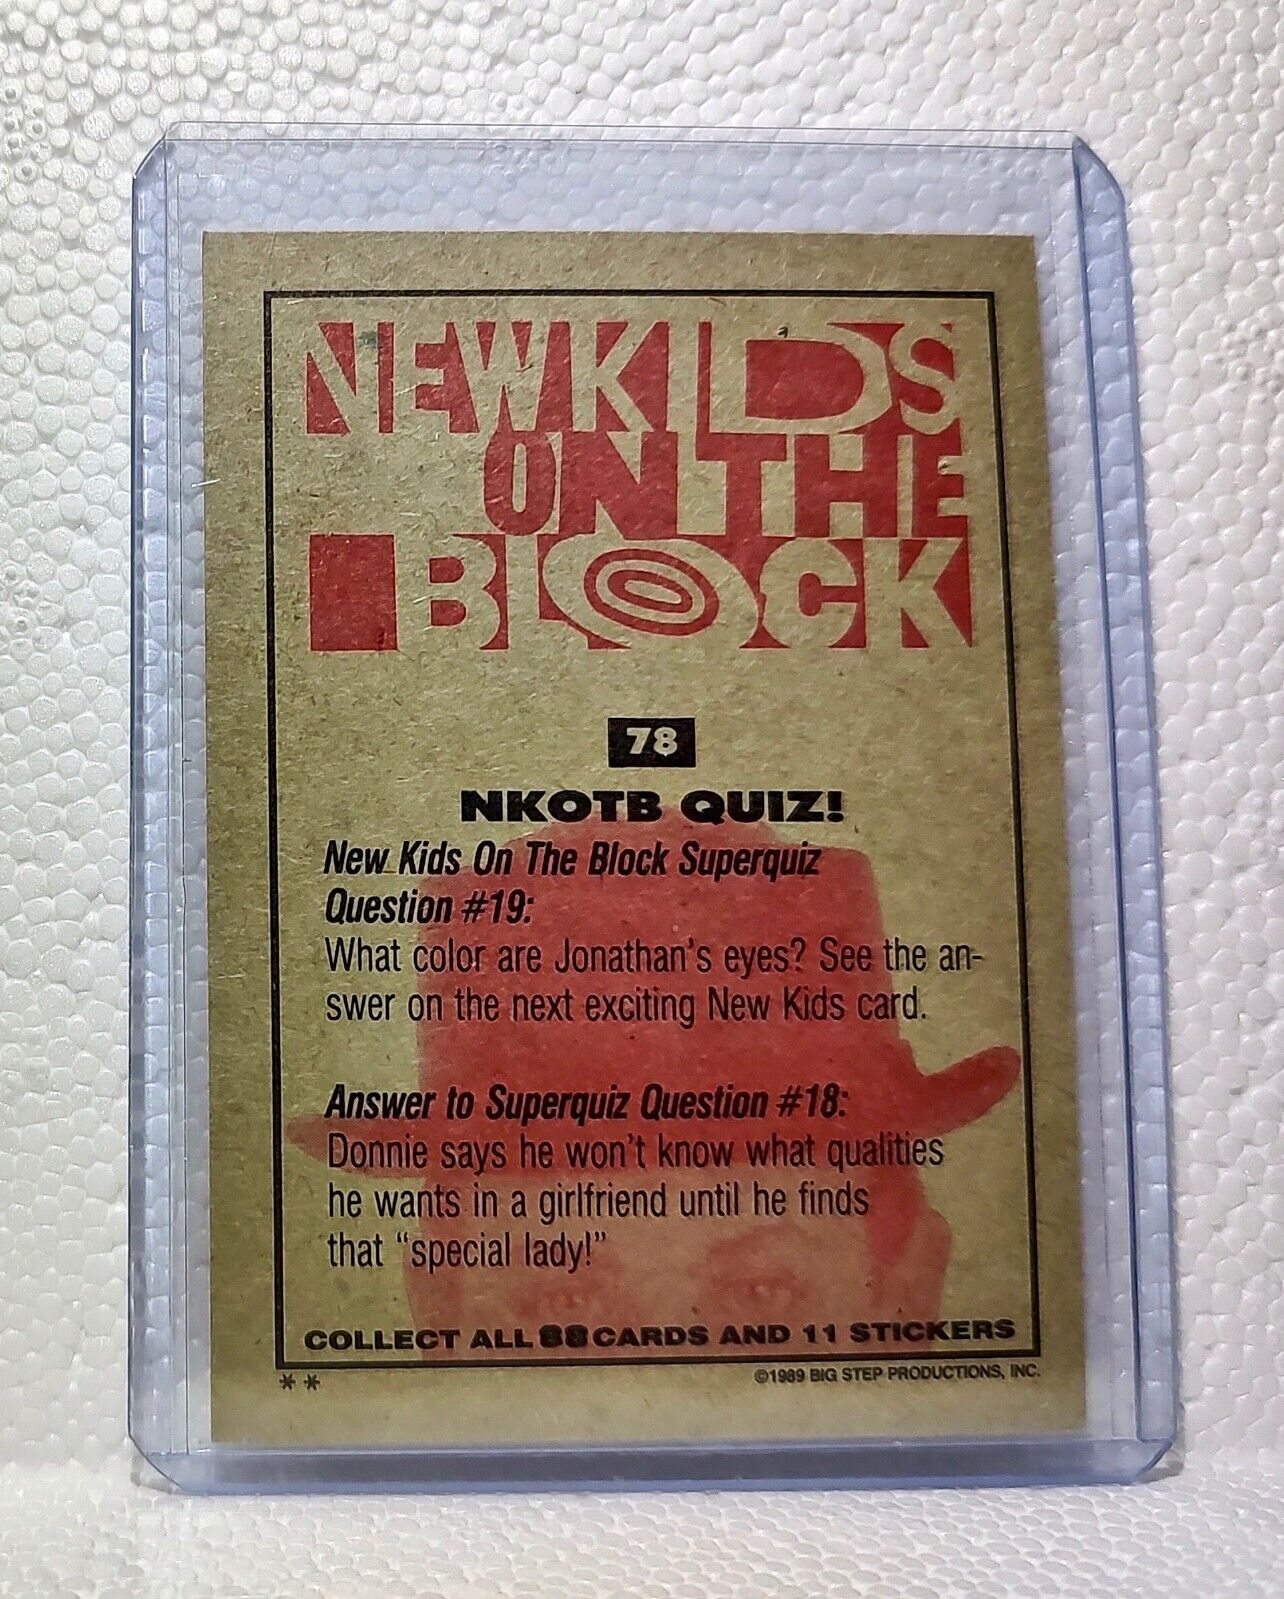 NEW KIDS
ON THE
BLOCK
78
NKOTB QUIZ!
New Kids On The Block Superquiz
Question #19:
What color are Jonathan's eyes? See the an-
swer on the next exciting New Kids card.
Answer to Superquiz Question #18:
Donnie says he won't know what qualities
he wants in a girlfriend until he finds
that "special lady!"
COLLECT ALL 88 CARDS AND 11 STICKERS
** ©1989 BIG STEP PRODUCTIONS, INC.